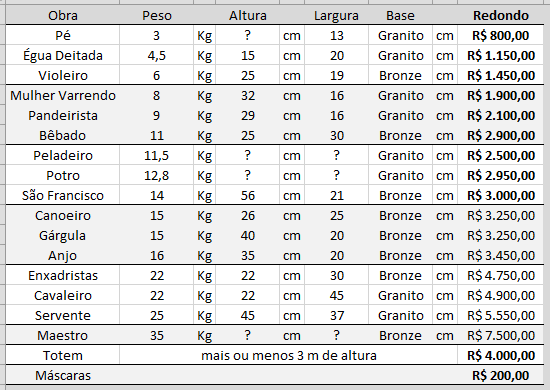 Obra Peso Altura Largura Base Redondo
Pé 3 Kg ? cm 13 Granito cm R$ 800,00
Égua Deitada 4,5 Kg 15 cm 20 Granito cm R$ 1.150,00
Violeiro 6 Kg 25 cm 19 Bronze cm R$ 1.450,00
Mulher Varrendo 8 Kg 32 cm 16 Granito cm R$ 1.900,00
Pandeirista 9 Kg 29 cm 16 Granito cm R$ 2.100,00
Bêbado 11 Kg 25 cm 30 Bronze cm R$ 2.900,00
Peladeiro 11,5 Kg ? cm ? Granito cm R$ 2.500,00
Potro 12,8 Kg ? cm ? Granito cm R$ 2.950,00
São Francisco 14 Kg 56 cm 21 Bronze cm R$ 3.000,00
Canoeiro 15 Kg 26 cm 25 Bronze cm R$ 3.250,00
Gárgula 15 Kg 40 cm 20 Bronze cm R$ 3.250,00
Anjo 16 Kg 35 cm 20 Bronze cm R$ 3.450,00
Enxadristas 22 Kg 22 cm 30 Bronze cm R$ 4.750,00
Cavaleiro 22 Kg 22 cm 45 Granito cm R$ 4.900,00
Servente 25 Kg 45 cm 37 Granito cm R$ 5.550,00
Maestro 35 Kg ? cm ? Bronze cm R$ 7.500,00
Totem mais ou menos 3 m de altura R$ 4.000,00
Máscaras R$ 200,00